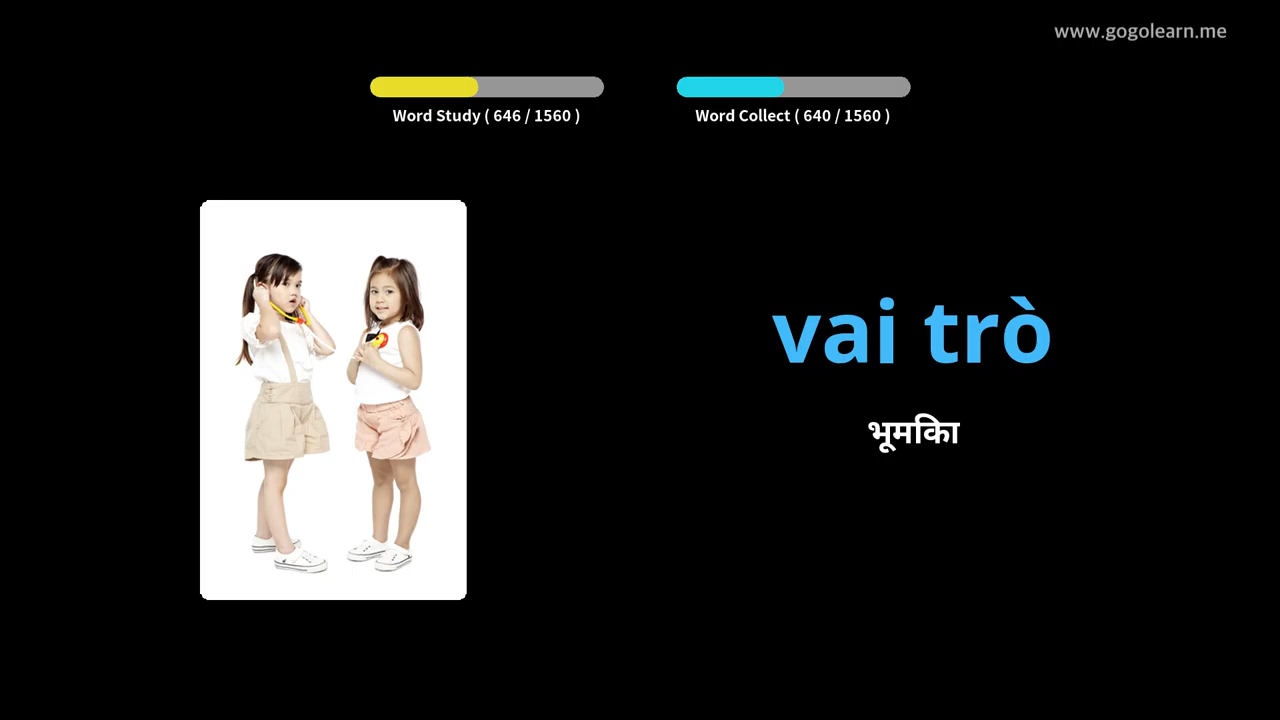 www.gogolearn.me
Word Study ( 646 / 1560 )
Word Collect ( 640 / 1560 )
vai trò
भूमिका